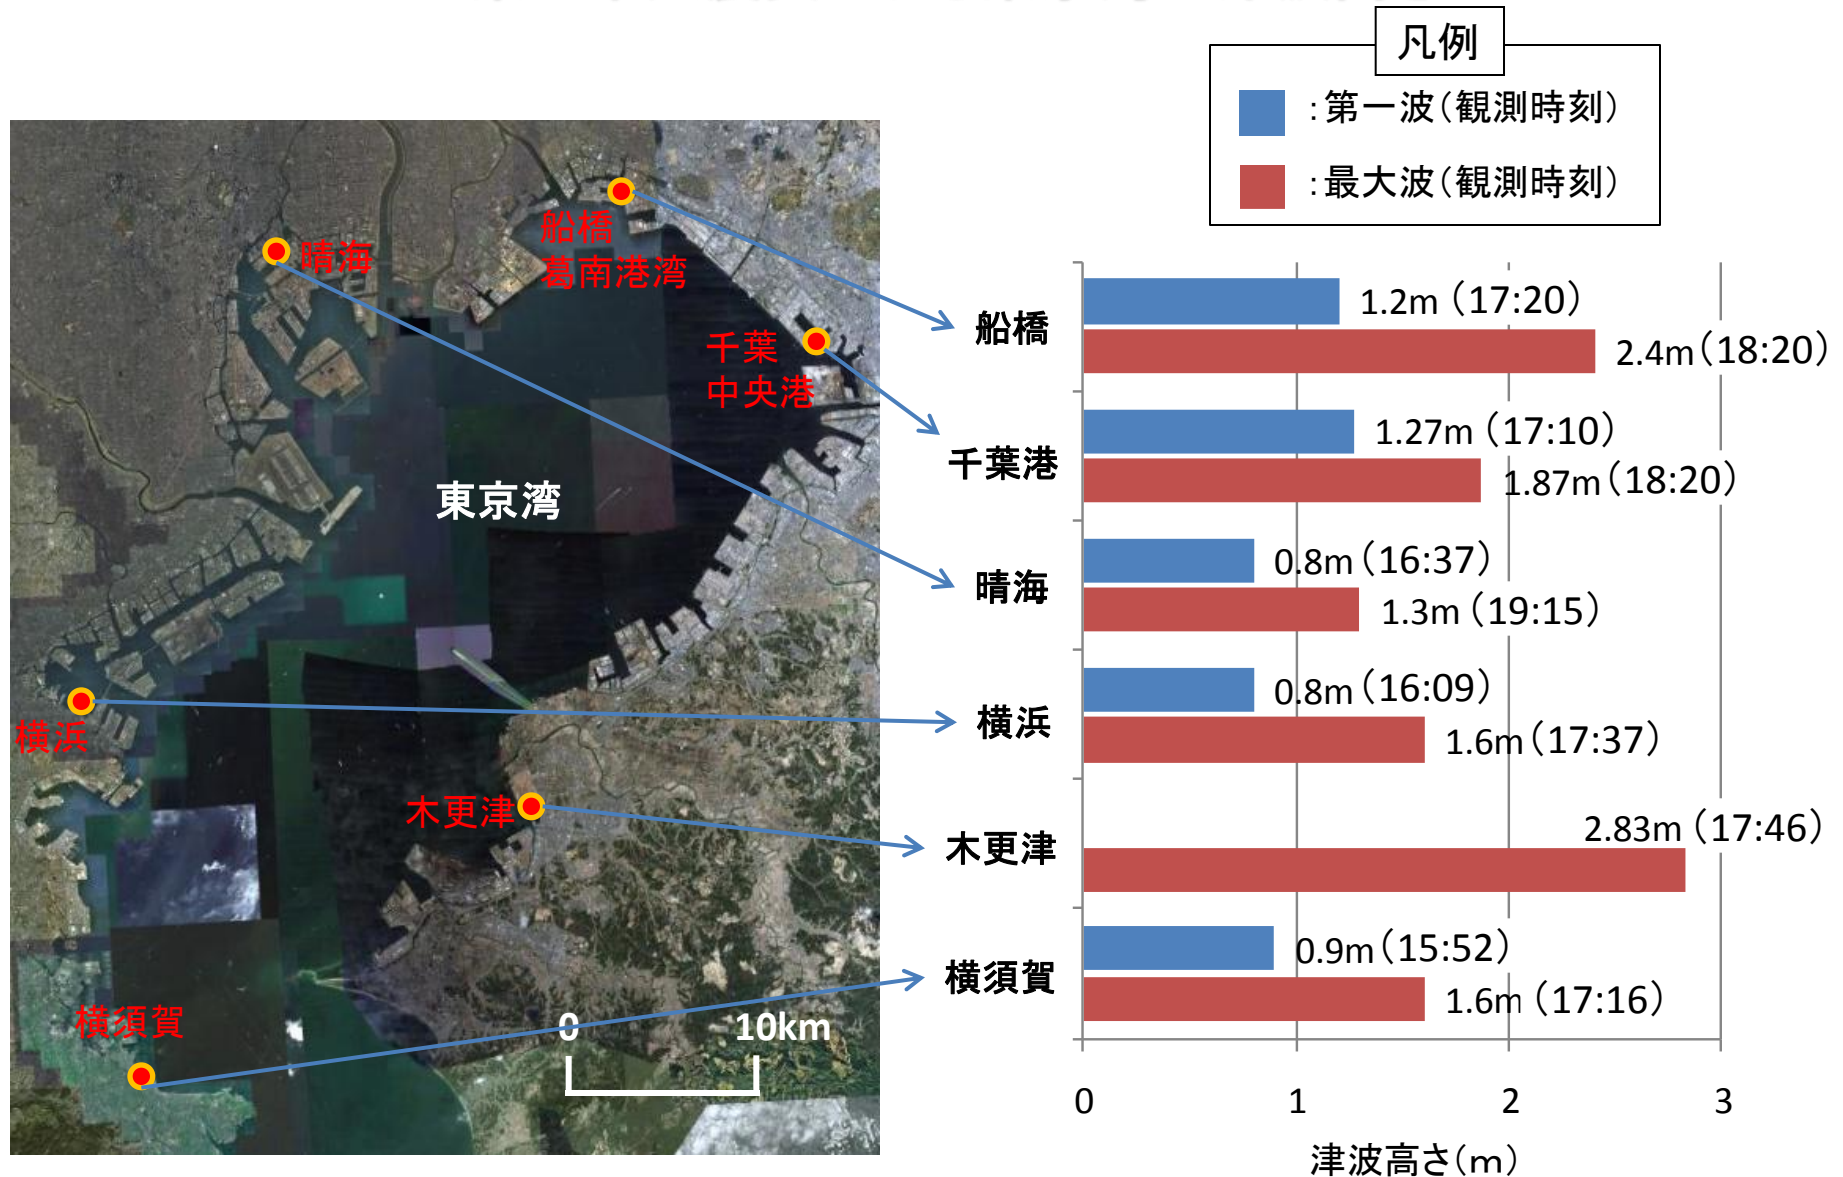 凡例
：第一波（観測時刻）
：最大波（観測時刻）
船橋
葛南港湾
晴海
千葉
中央港
東京湾
横浜
木更津
横須賀
0 10km
船橋
1.2m（17:20）
2.4m（18:20）
千葉港
1.27m（17:10）
1.87m（18:20）
晴海
0.8m（16:37）
1.3m（19:15）
横浜
0.8m（16:09）
1.6m（17:37）
木更津
2.83m（17:46）
横須賀
0.9m（15:52）
1.6m（17:16）
0 1 2 3
津波高さ（m）